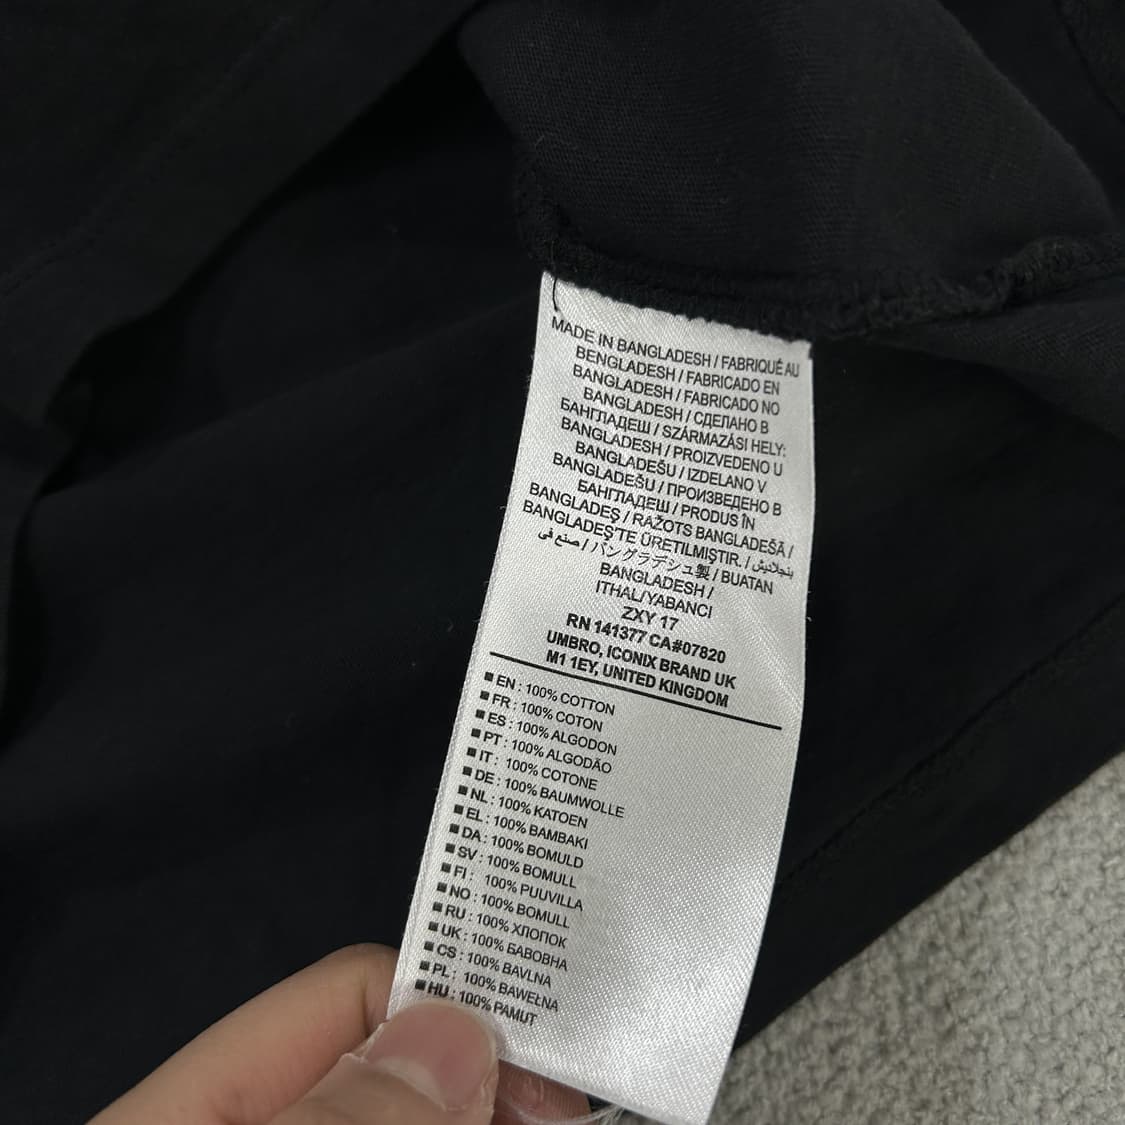 MADE IN BANGLADESH / FABRIQUÉ AU
BENGLADESH / FABRICADO EN
BANGLADESH / FABRICADO NO
BANGLADESH / СДЕЛАНО В
БАНГЛАДЕШ / SZÁRMAZÁSI HELY:
BANGLADESH / PROIZVEDENO U
BANGLADEŠU / IZDELANO V
BANGLADEŠU / ПРОИЗВЕДЕНО В
БАНГЛАДЕШ / PRODUS ÎN
BANGLADEŞ / RAŽOTS BANGLADEŠĀ /
BANGLADEŞ'TE ÜRETİLMİŞTİR. / بنجلاديش
صنع في / バングラデシュ製 / BUATAN
BANGLADESH /
ITHAL/YABANCI
ZXY 17
RN 141377 CA#07820
UMBRO, ICONIX BRAND UK
M1 1EY, UNITED KINGDOM
■ EN : 100% COTTON
■ FR : 100% COTON
■ ES : 100% ALGODON
■ PT : 100% ALGODÃO
■ IT : 100% COTONE
■ DE : 100% BAUMWOLLE
■ NL : 100% KATOEN
■ EL : 100% BAMBAKI
■ DA : 100% BOMULD
■ SV : 100% BOMULL
■ FI : 100% PUUVILLA
■ NO : 100% BOMULL
■ RU : 100% ХЛОПОК
■ UK : 100% БАВОВНА
■ CS : 100% BAVLNA
■ PL : 100% BAWEŁNA
■ HU : 100% PAMUT